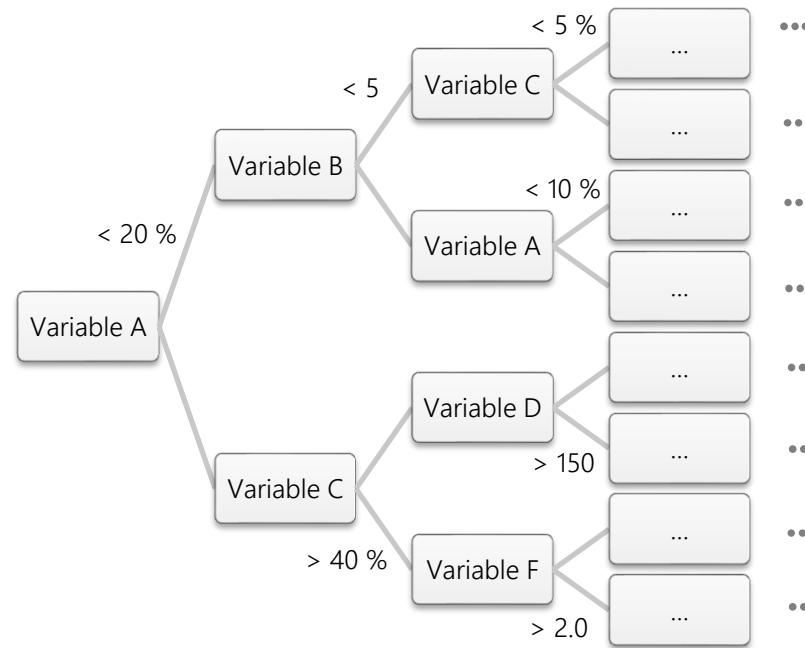 < 5 %
...
Variable C
< 5
...
Variable B
< 10 %
...
< 20 %
Variable A
...
Variable A
...
Variable D
...
> 150
Variable C
...
> 40 %
Variable F
...
> 2.0